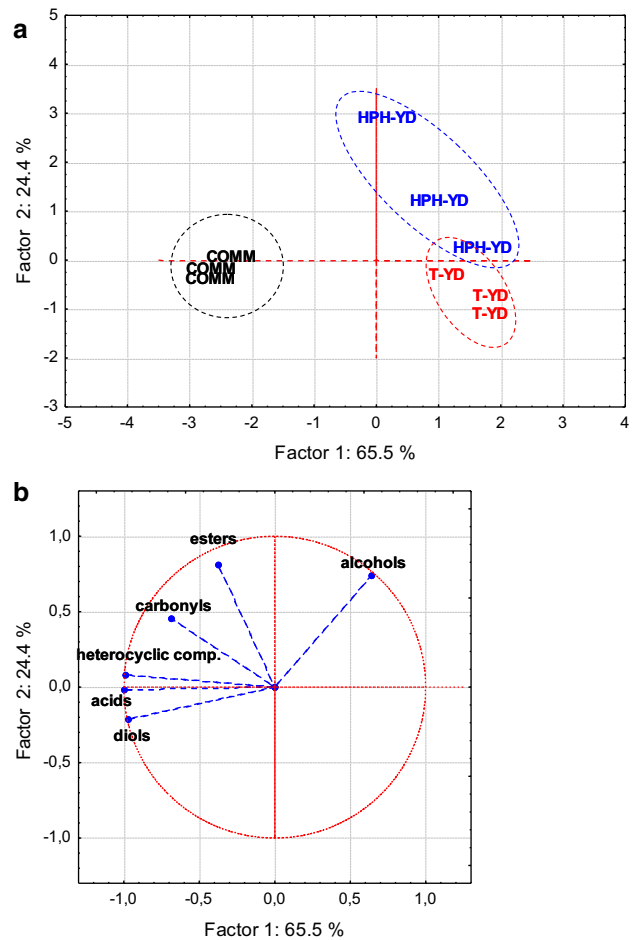 a
5
4
3
2
1
0
-1
-2
-3
Factor 2: 24.4 %
HPH-YD
HPH-YD
HPH-YD
COMM
COMM
COMM
T-YD
T-YD
T-YD
-5 -4 -3 -2 -1 0 1 2 3 4
Factor 1: 65.5 %
b
1,0
0,5
0,0
-0,5
-1,0
Factor 2: 24.4 %
esters
alcohols
carbonyls
heterocyclic comp.
acids
diols
-1,0 -0,5 0,0 0,5 1,0
Factor 1: 65.5 %